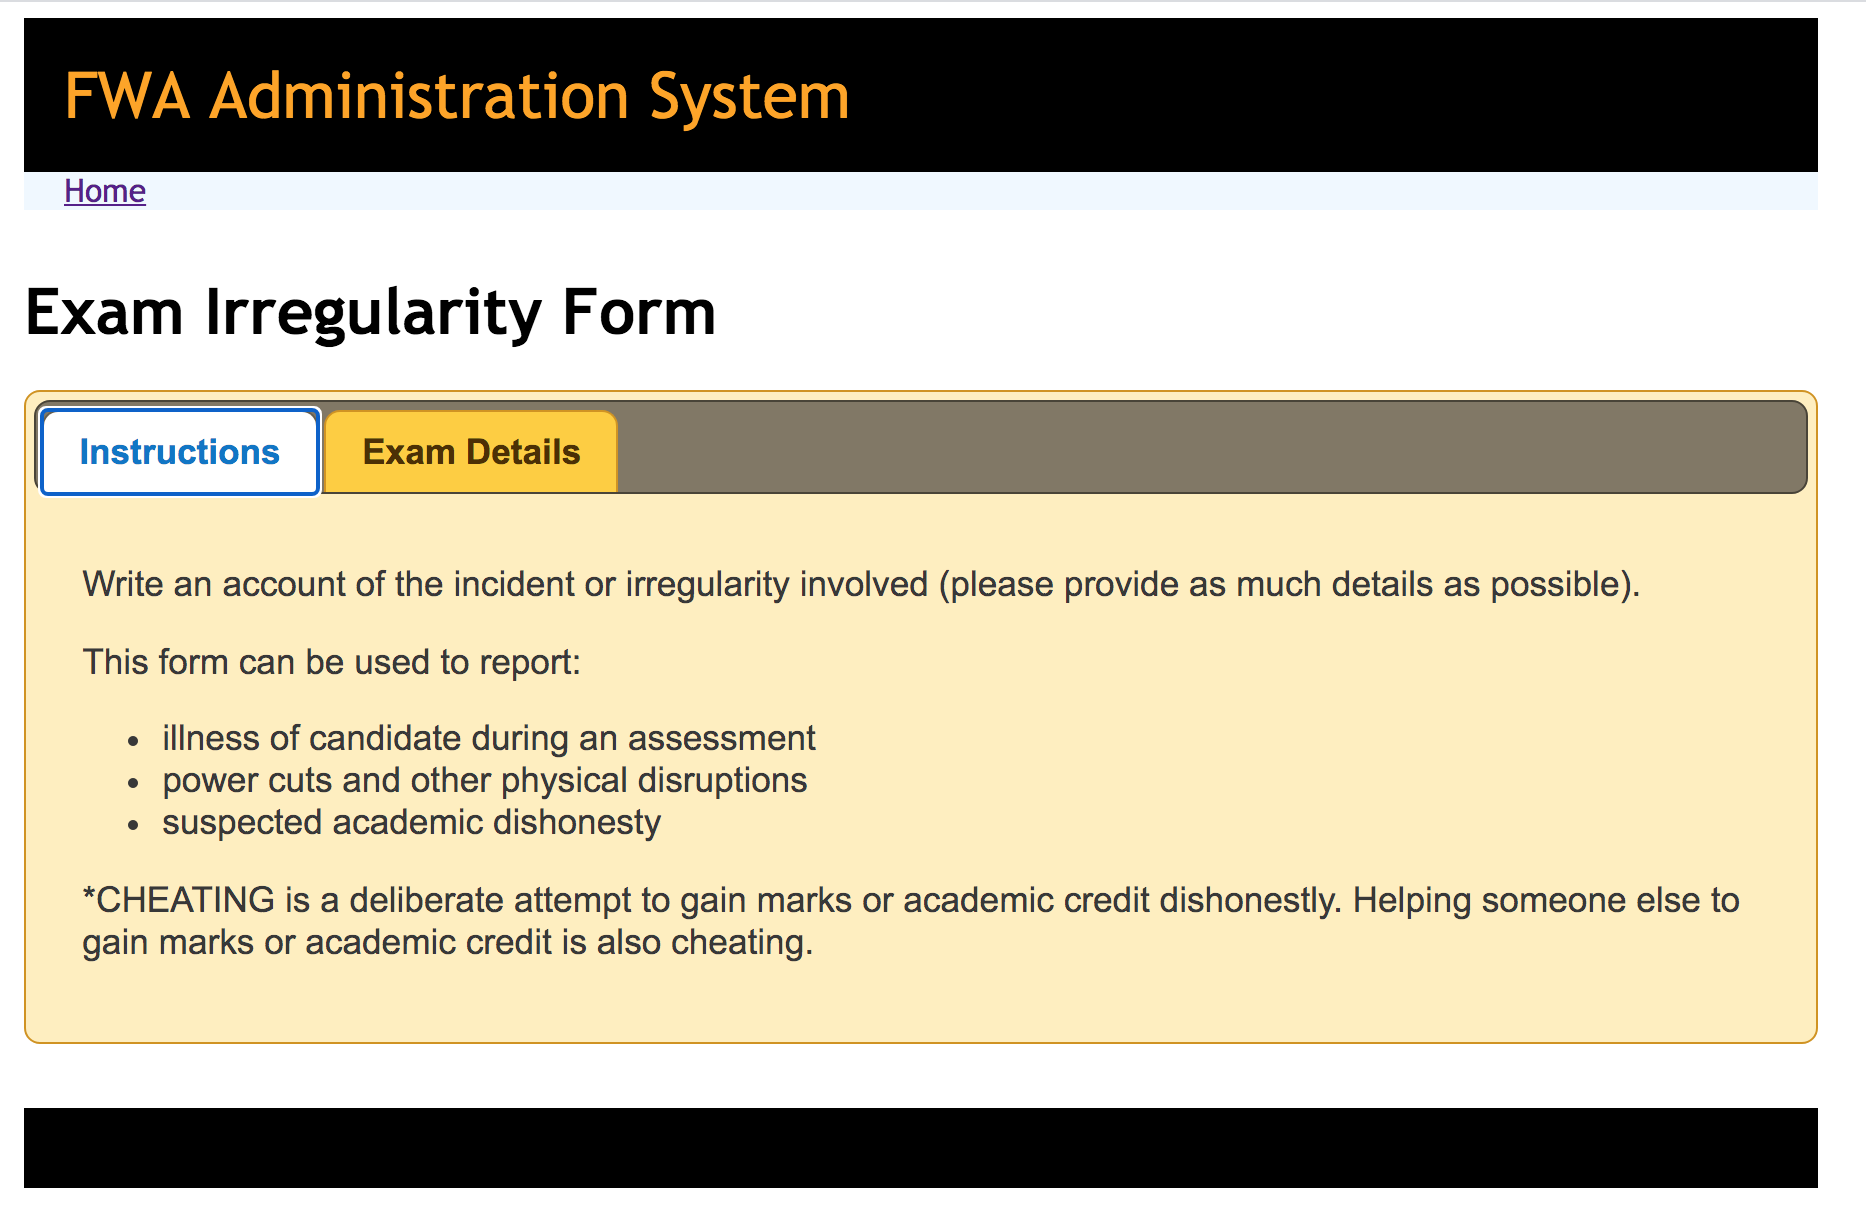 FWA Administration System
Home
Exam Irregularity Form
Instructions
Exam Details
Write an account of the incident or irregularity involved (please provide as much details as possible).
This form can be used to report:
• illness of candidate during an assessment
• power cuts and other physical disruptions
• suspected academic dishonesty
*CHEATING is a deliberate attempt to gain marks or academic credit dishonestly. Helping someone else to
gain marks or academic credit is also cheating.